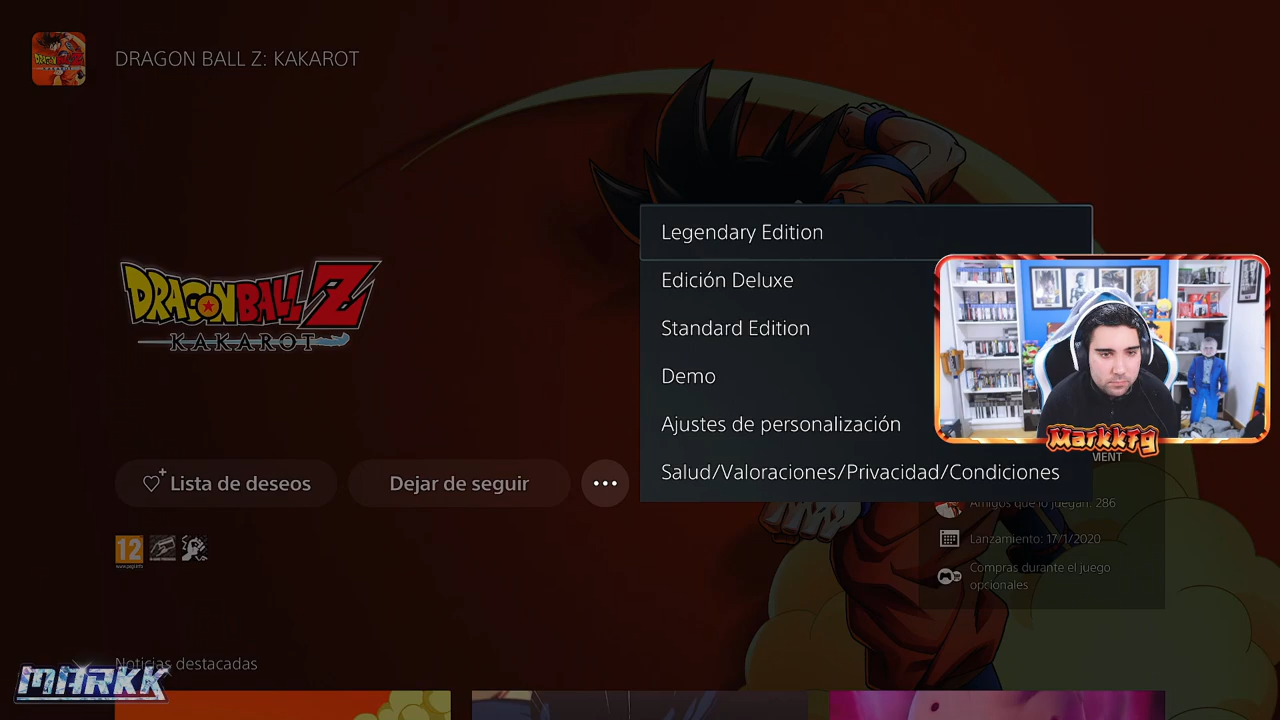 DRAGON BALL Z: KAKAROT
DRAGON BALL Z
KAKAROT
Legendary Edition
Edición Deluxe
Standard Edition
Demo
Ajustes de personalización
Salud/Valoraciones/Privacidad/Condiciones
Markkfg
VIENT
Lista de deseos
Dejar de seguir
Amigos que lo juegan: 286
Lanzamiento: 17/1/2020
Compras durante el juego
opcionales
12
Noticias destacadas
MARKK